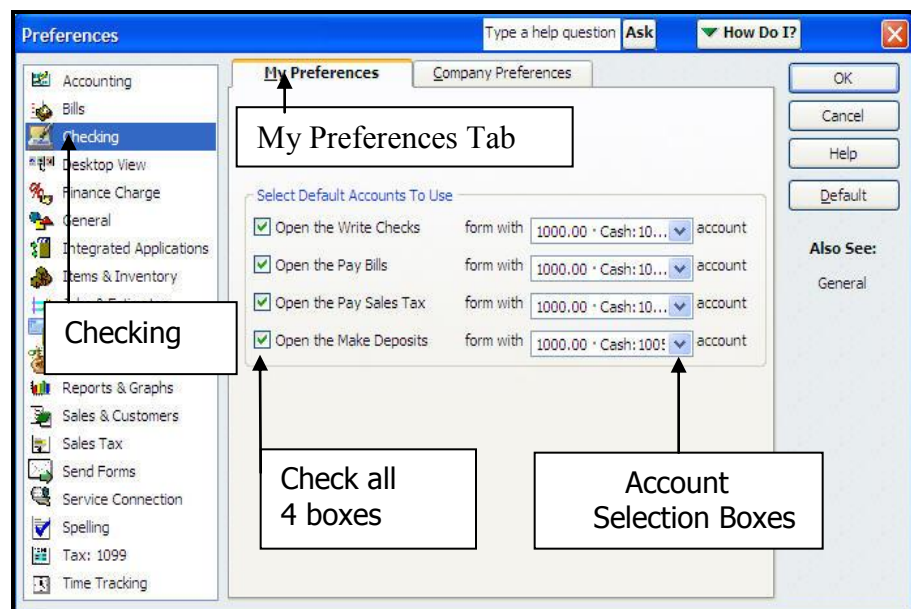 Preferences
Type a help question Ask
How Do I?
Accounting
Bills
Checking
Desktop View
Finance Charge
General
Integrated Applications
Items & Inventory
Reports & Graphs
Sales & Customers
Sales Tax
Send Forms
Service Connection
Spelling
Tax: 1099
Time Tracking
My Preferences
Company Preferences
My Preferences Tab
Select Default Accounts To Use
Open the Write Checks form with 1000.00 · Cash:10... account
Open the Pay Bills form with 1000.00 · Cash:10... account
Open the Pay Sales Tax form with 1000.00 · Cash:10... account
Open the Make Deposits form with 1000.00 · Cash:1005 account
Checking
Check all
4 boxes
Account
Selection Boxes
OK
Cancel
Help
Default
Also See:
General